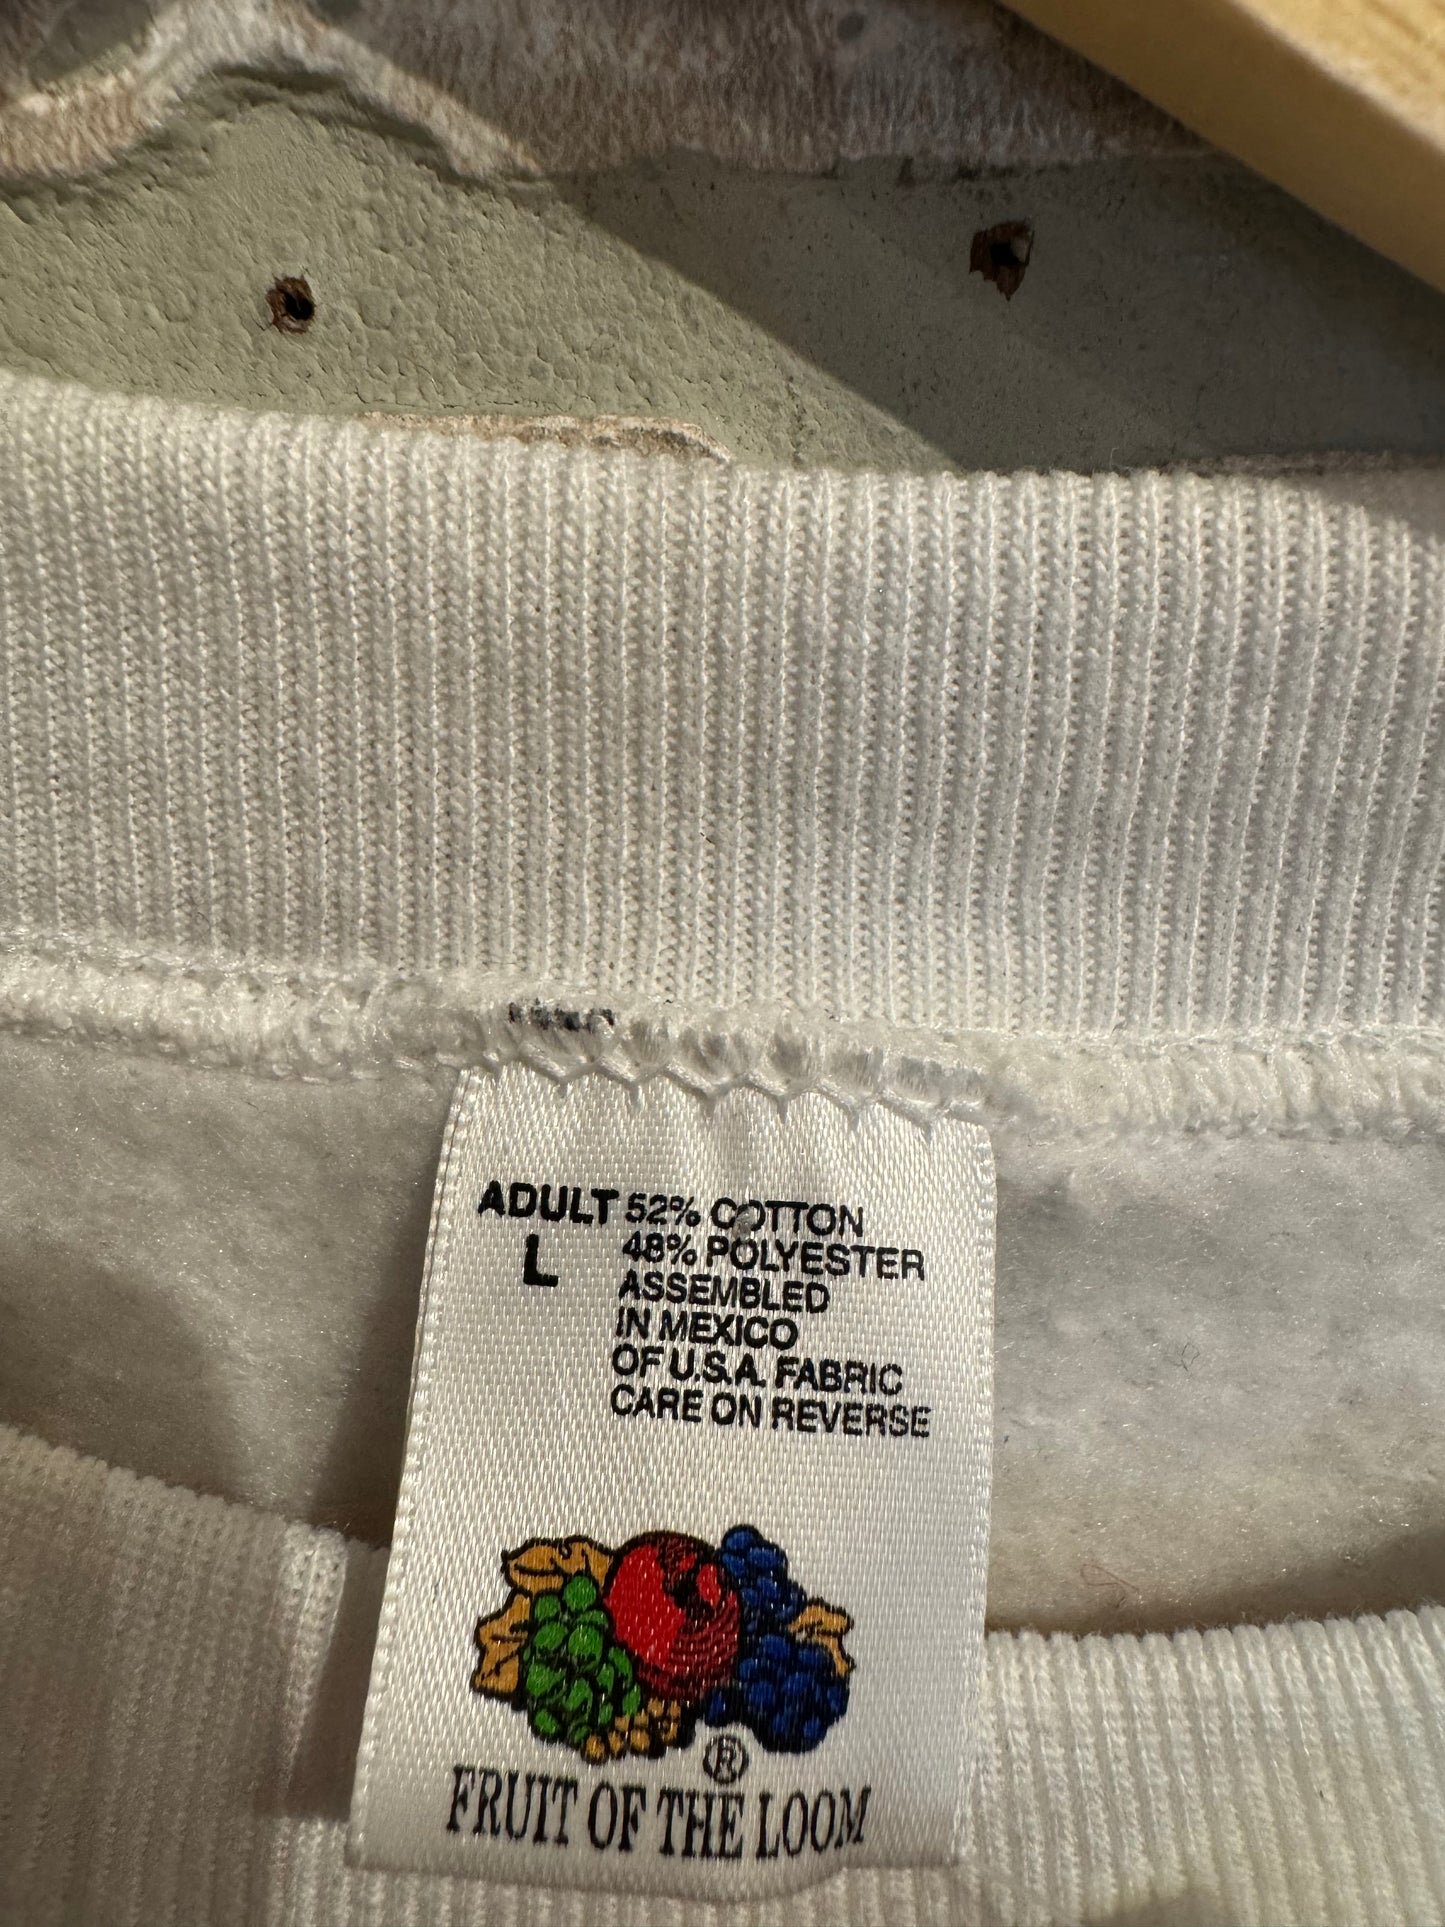 ADULT 52% COTTON
L 48% POLYESTER
ASSEMBLED
IN MEXICO
OF U.S.A. FABRIC
CARE ON REVERSE
®
FRUIT OF THE LOOM